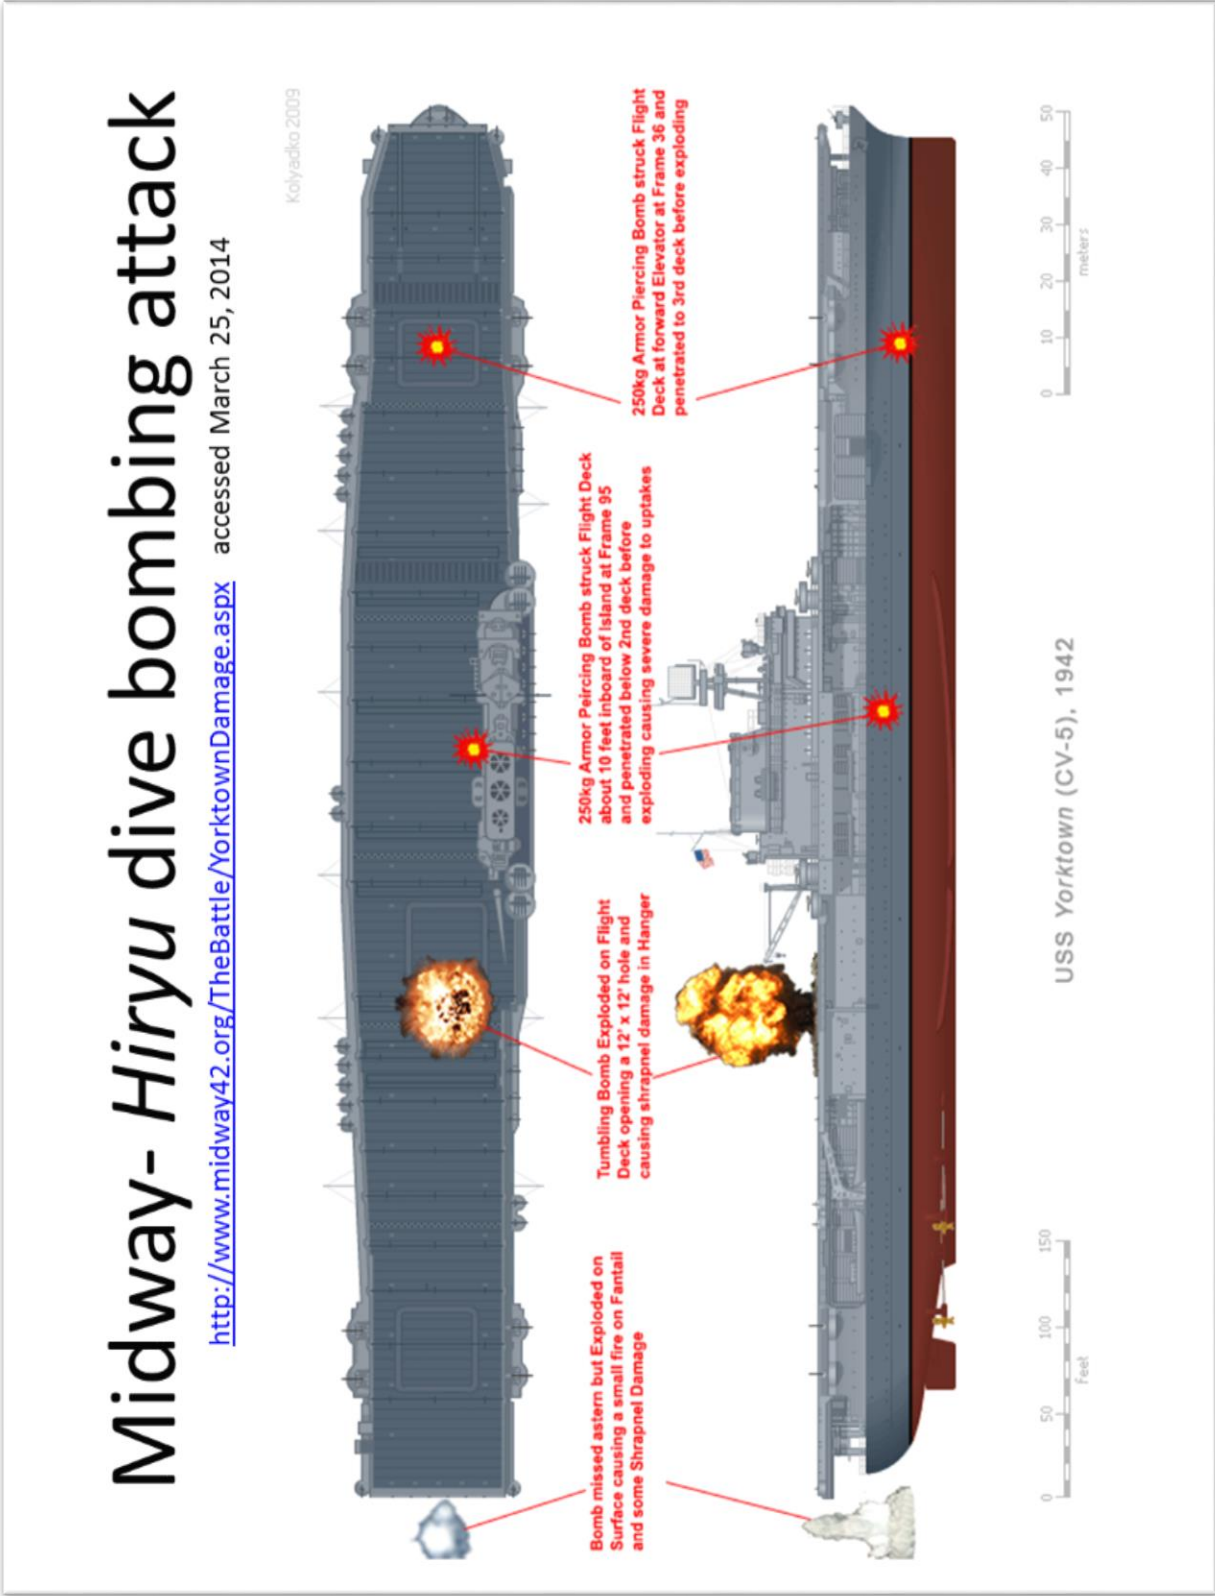 Midway- Hiryu dive bombing attack
http://www.midway42.org/TheBattle/YorktownDamage.aspx accessed March 25, 2014
Kolyadko 2009
Bomb missed astern but Exploded on
Surface causing a small fire on Fantail
and some Shrapnel Damage
Tumbling Bomb Exploded on Flight
Deck opening a 12' x 12' hole and
causing shrapnel damage in Hanger
250kg Armor Peircing Bomb struck Flight Deck
about 10 feet inboard of Island at Frame 95
and penetrated below 2nd deck before
exploding causing severe damage to uptakes
250kg Armor Piercing Bomb struck Flight
Deck at forward Elevator at Frame 36 and
penetrated to 3rd deck before exploding
0 50 100 150
Feet
USS Yorktown (CV-5), 1942
0 10 20 30 40 50
meters